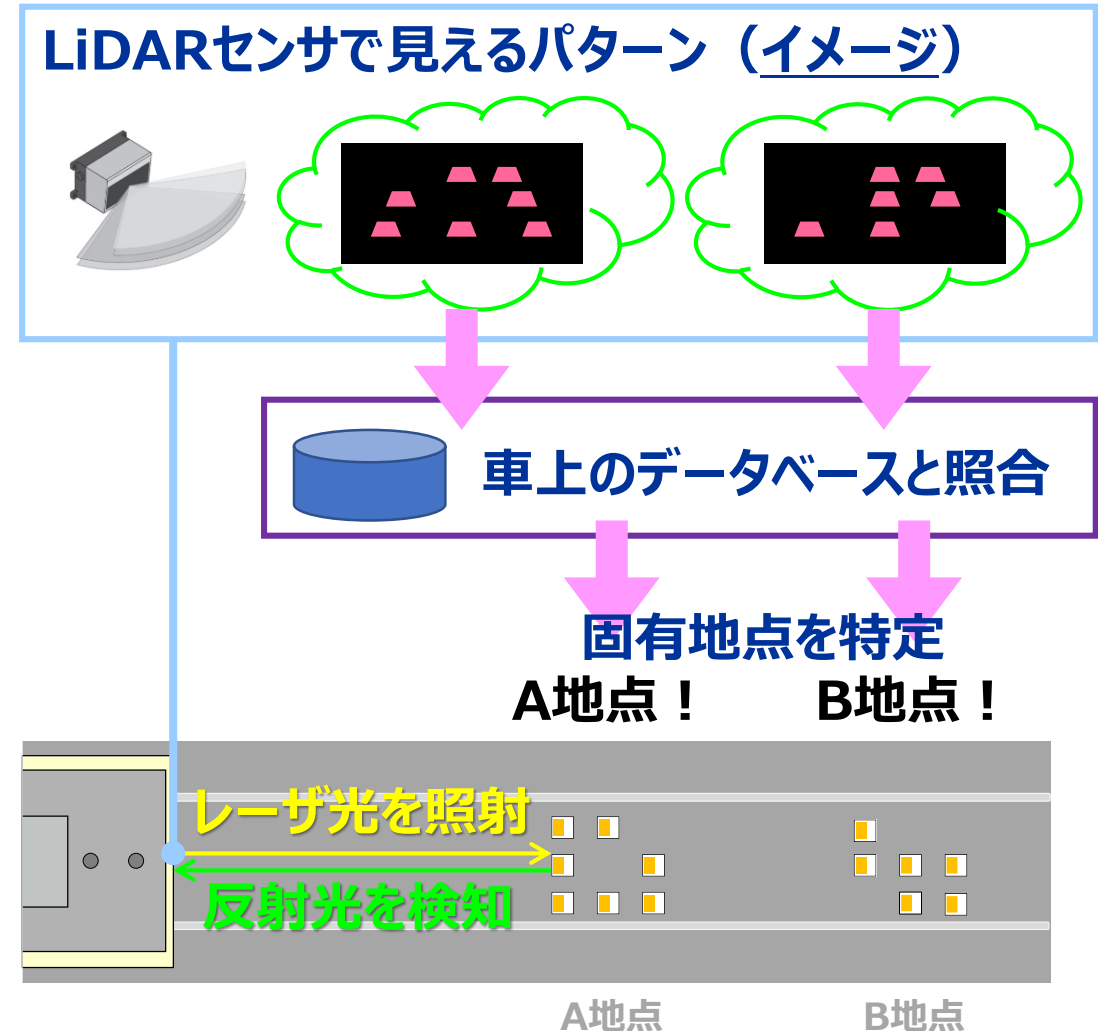 LiDARセンサで見えるパターン（イメージ）
車上のデータベースと照合
固有地点を特定
A地点！
B地点！
レーザ光を照射
反射光を検知
A地点
B地点